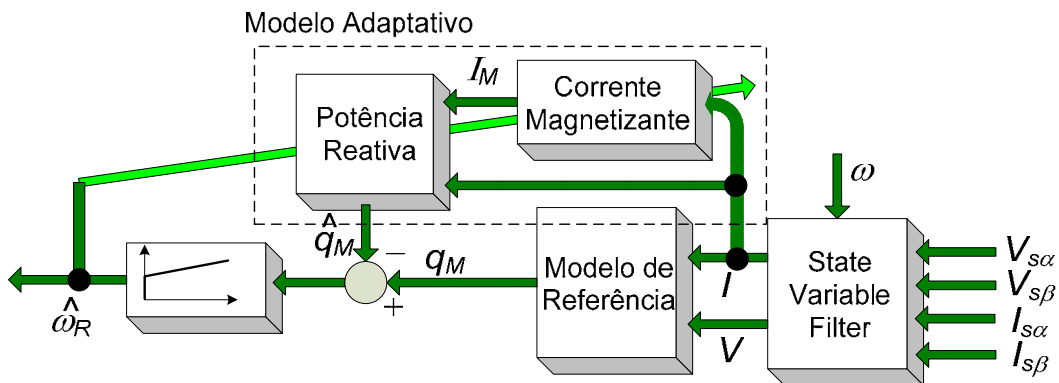 Modelo Adaptativo
I_M
Corrente
Magnetizante
Potência
Reativa
ω
q̂_M
−
+
q_M
Modelo de
Referência
I
V
State
Variable
Filter
V_sα
V_sβ
I_sα
I_sβ
ω̂_R